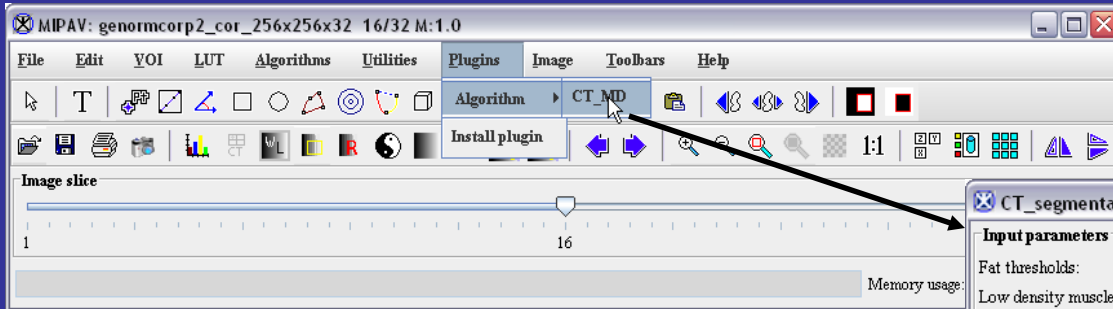 MIPAV: genormcorp2_cor_256x256x32 16/32 M:1.0
File Edit VOI LUT Algorithms Utilities Plugins Image Toolbars Help
T Algorithm CT_MD
Install plugin 1:1
Image slice
CT_segmenta
1 16
Input parameters
Fat thresholds:
Memory usage:
Low density muscle